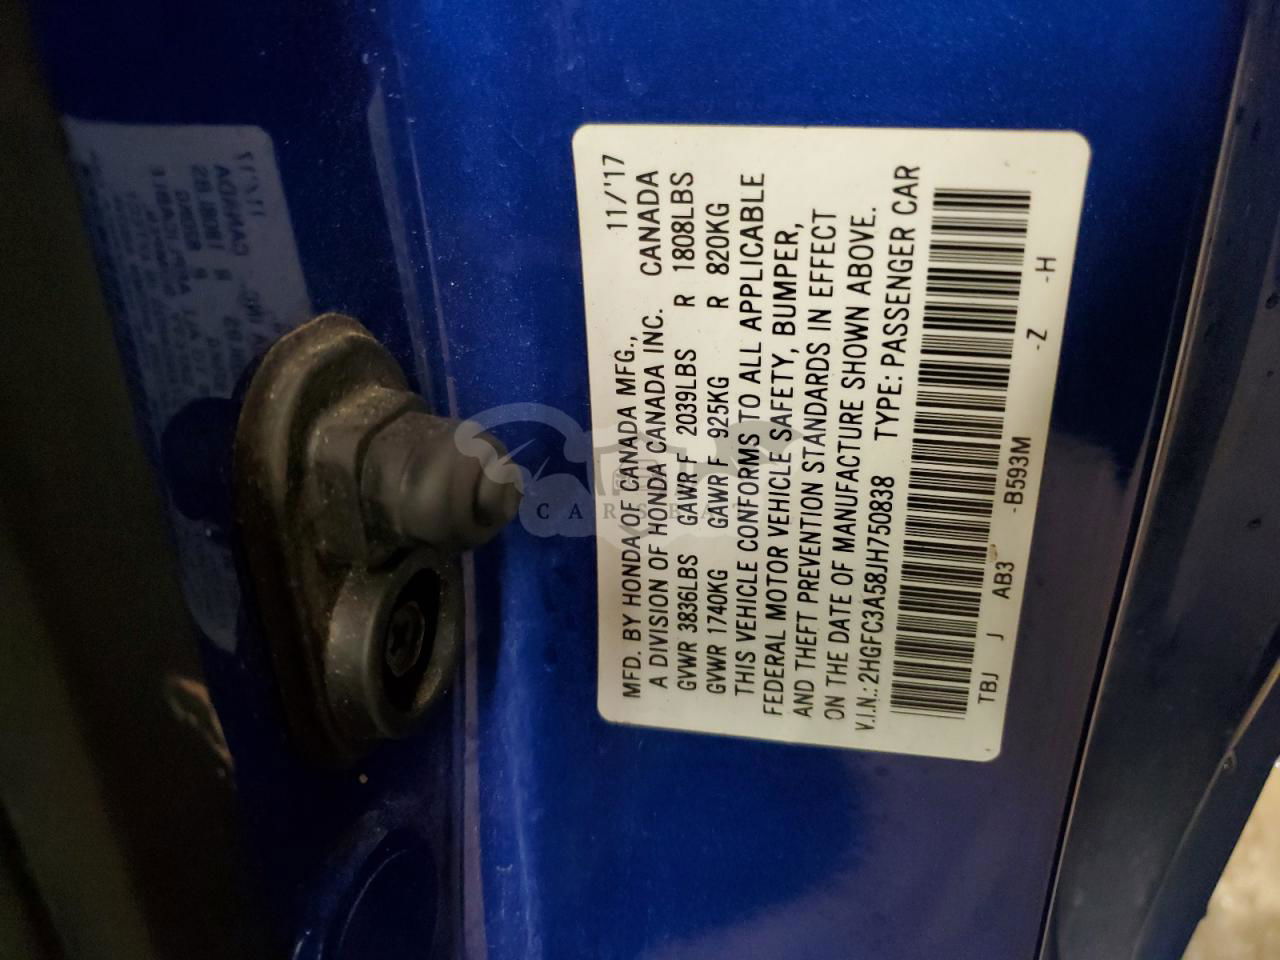 MFD. BY HONDA OF CANADA MFG., 11/'17
A DIVISION OF HONDA CANADA INC. CANADA
GVWR 3836LBS GAWR F 2039LBS R 1808LBS
GVWR 1740KG GAWR F 925KG R 820KG
THIS VEHICLE CONFORMS TO ALL APPLICABLE
FEDERAL MOTOR VEHICLE SAFETY, BUMPER,
AND THEFT PREVENTION STANDARDS IN EFFECT
ON THE DATE OF MANUFACTURE SHOWN ABOVE.
V.I.N.: 2HGFC3A58JH750838 TYPE: PASSENGER CAR
TBJ J AB3 -B593M -Z -H